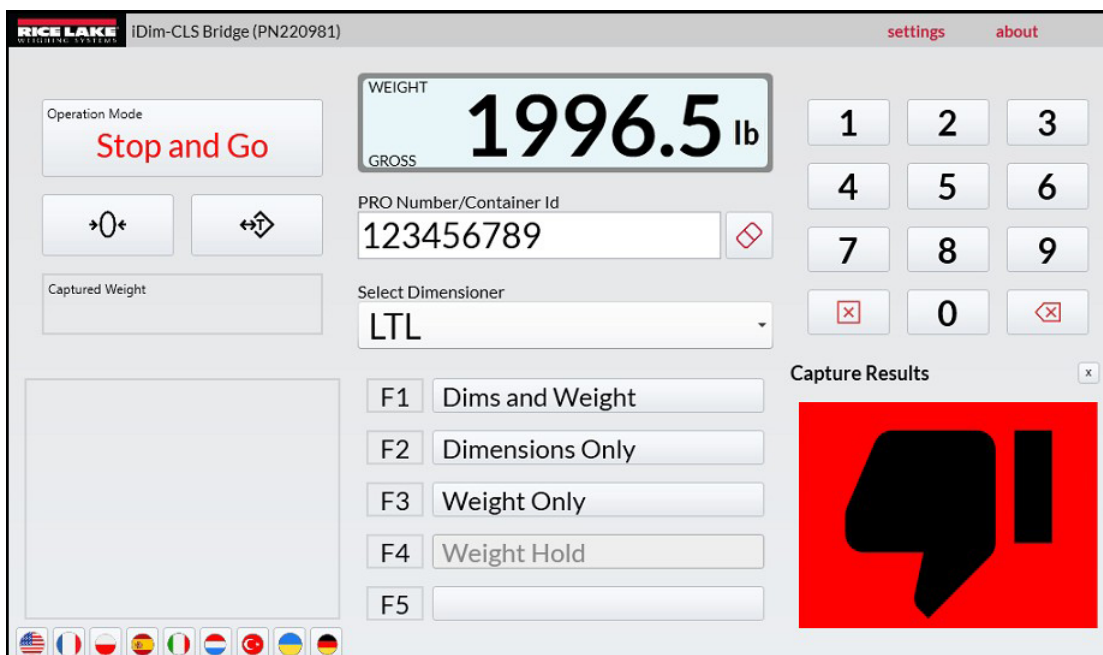 RICE LAKE
WEIGHING SYSTEMS
iDim-CLS Bridge (PN220981)
settings
about
Operation Mode
Stop and Go
→0←
↔T
Captured Weight
WEIGHT
1996.5 lb
GROSS
PRO Number/Container Id
123456789
Select Dimensioner
LTL
F1 Dims and Weight
F2 Dimensions Only
F3 Weight Only
F4 Weight Hold
F5
1 2 3
4 5 6
7 8 9
0
Capture Results
x